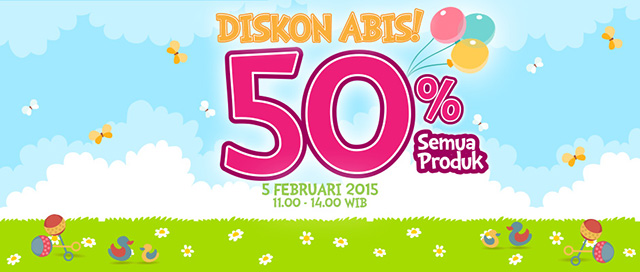 DISKON ABIS!
50%
Semua
Produk
5 FEBRUARI 2015
11.00 - 14.00 WIB